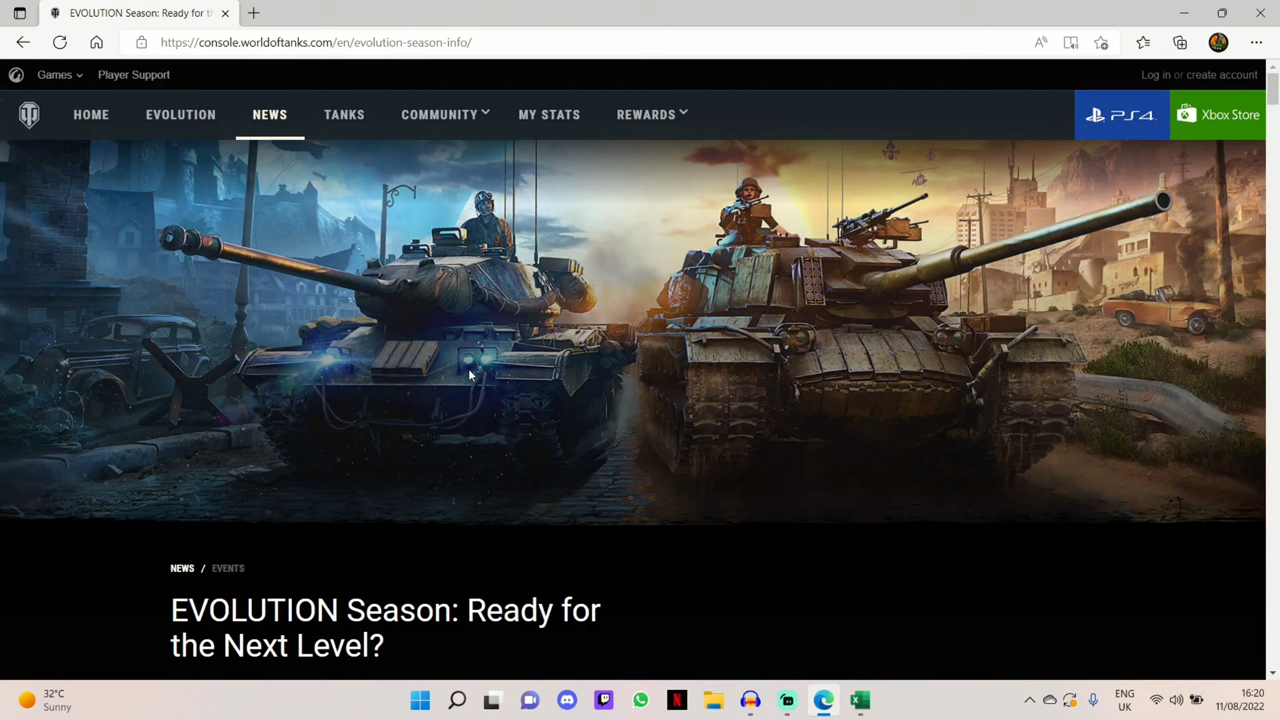 EVOLUTION Season: Ready for t
https://console.worldoftanks.com/en/evolution-season-info/
Games Player Support Log in or create account
HOME EVOLUTION NEWS TANKS COMMUNITY MY STATS REWARDS PS4 Xbox Store
NEWS / EVENTS
EVOLUTION Season: Ready for
the Next Level?
32°C
Sunny
ENG
UK
16:20
11/08/2022